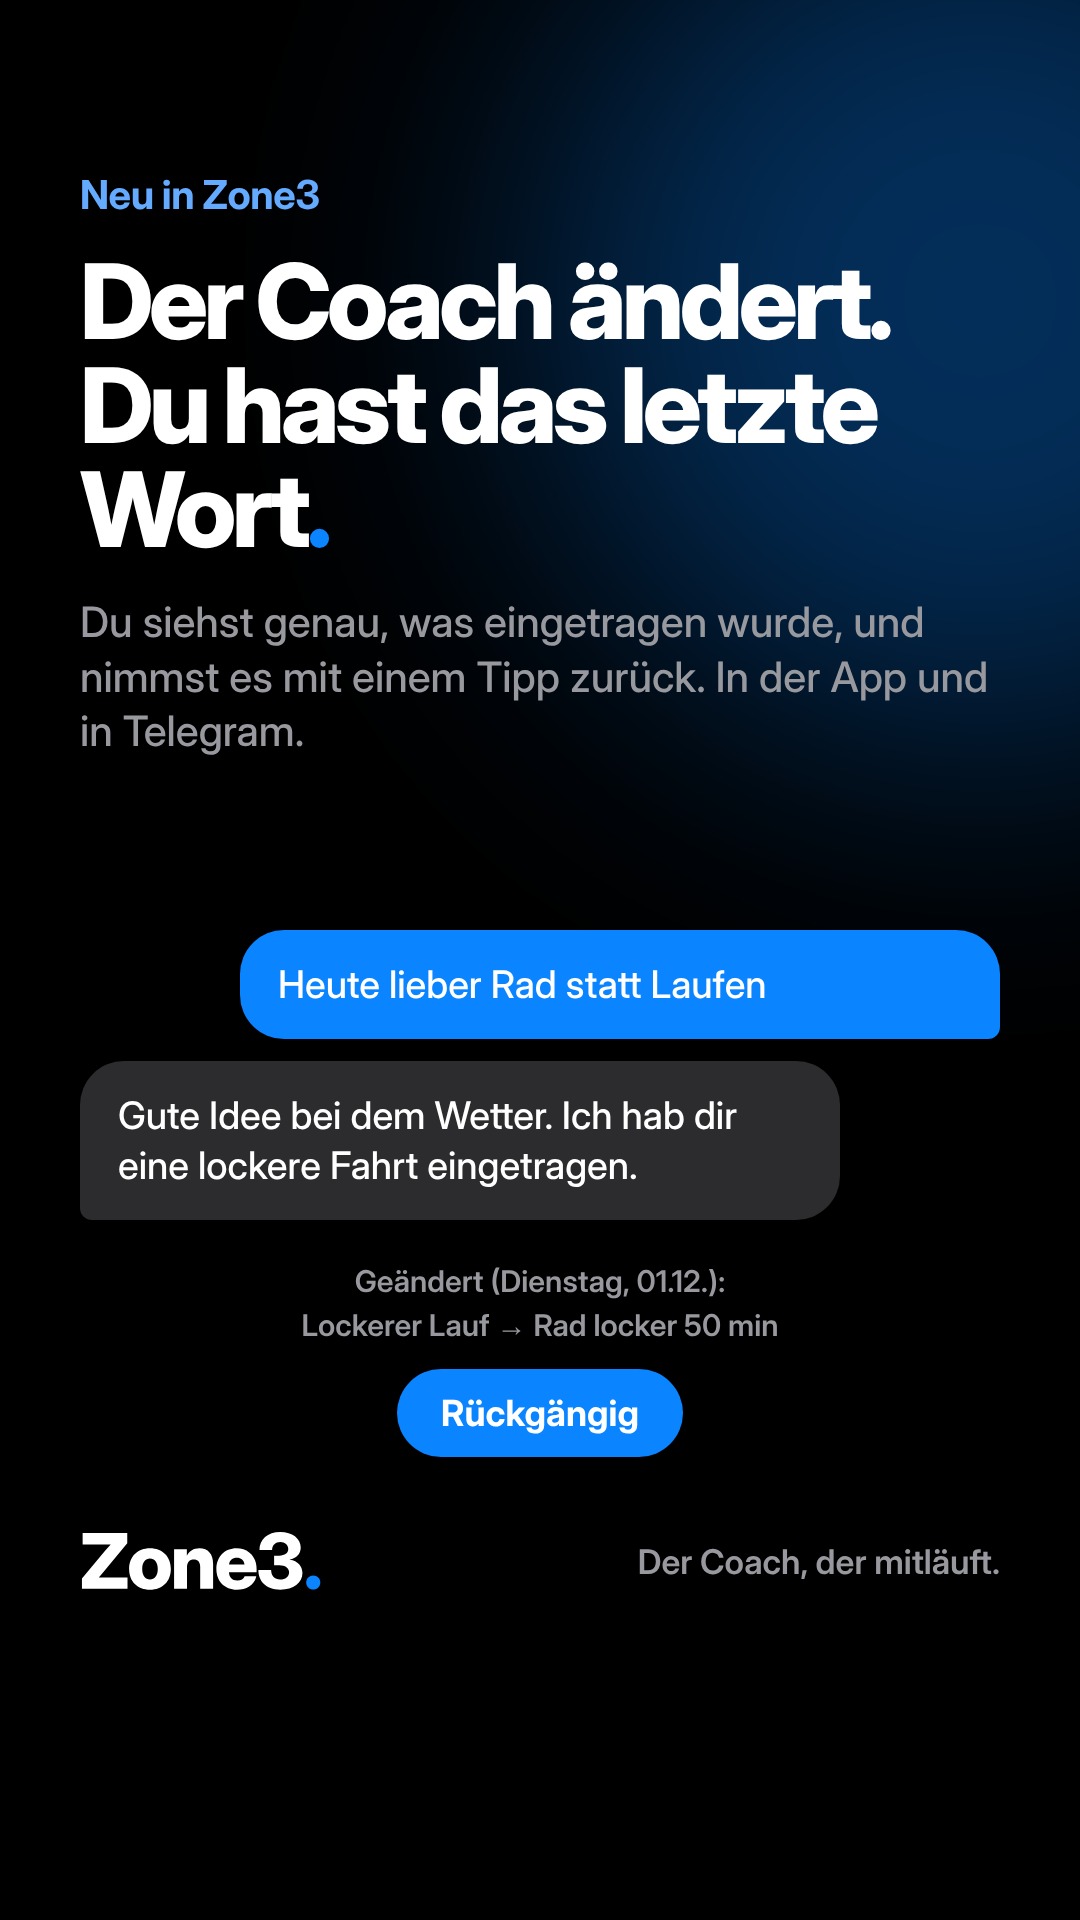 Neu in Zone3
Der Coach ändert.
Du hast das letzte
Wort.
Du siehst genau, was eingetragen wurde, und
nimmst es mit einem Tipp zurück. In der App und
in Telegram.
Heute lieber Rad statt Laufen
Gute Idee bei dem Wetter. Ich hab dir
eine lockere Fahrt eingetragen.
Geändert (Dienstag, 01.12.):
Lockerer Lauf → Rad locker 50 min
Rückgängig
Zone3.
Der Coach, der mitläuft.